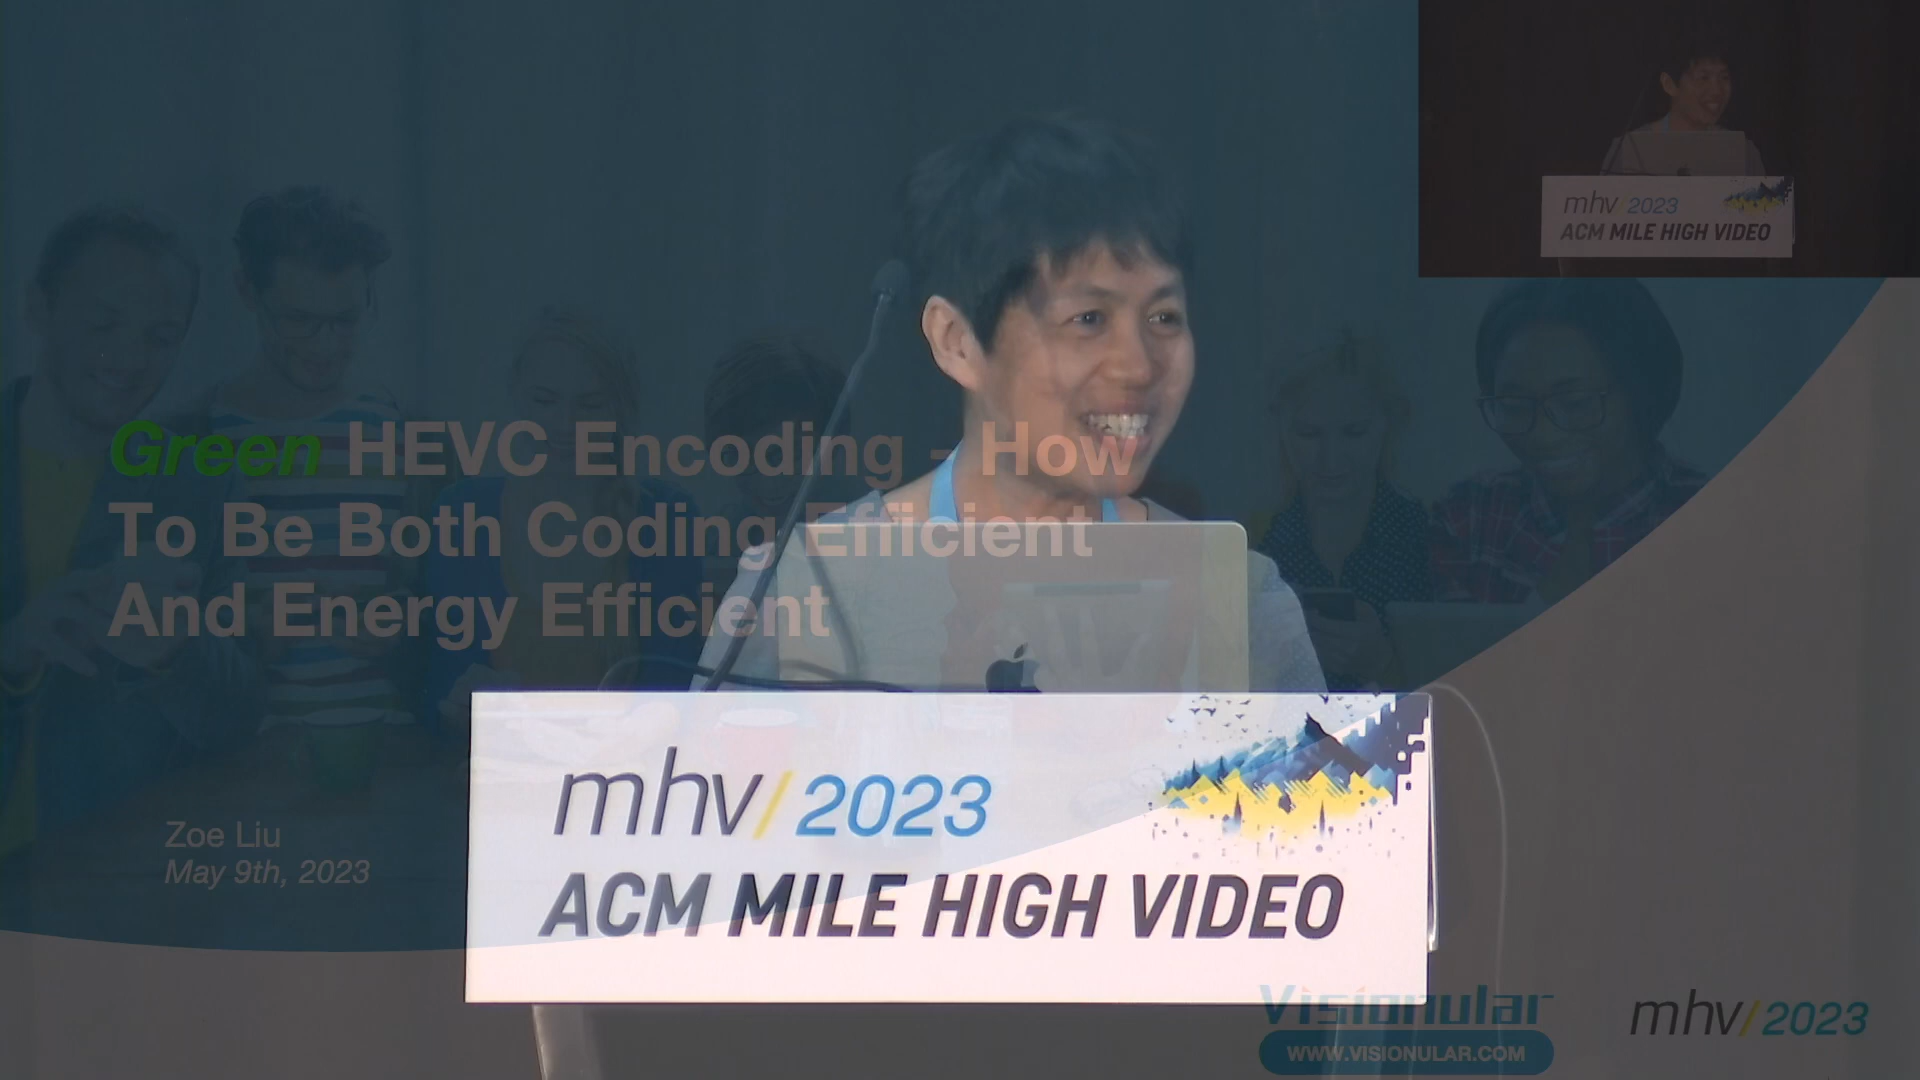 mhv/2023
ACM MILE HIGH VIDEO
Green HEVC Encoding - How
To Be Both Coding Efficient
And Energy Efficient
Zoe Liu
May 9th, 2023
mhv/2023
ACM MILE HIGH VIDEO
Visionular
WWW.VISIONULAR.COM
mhv/2023